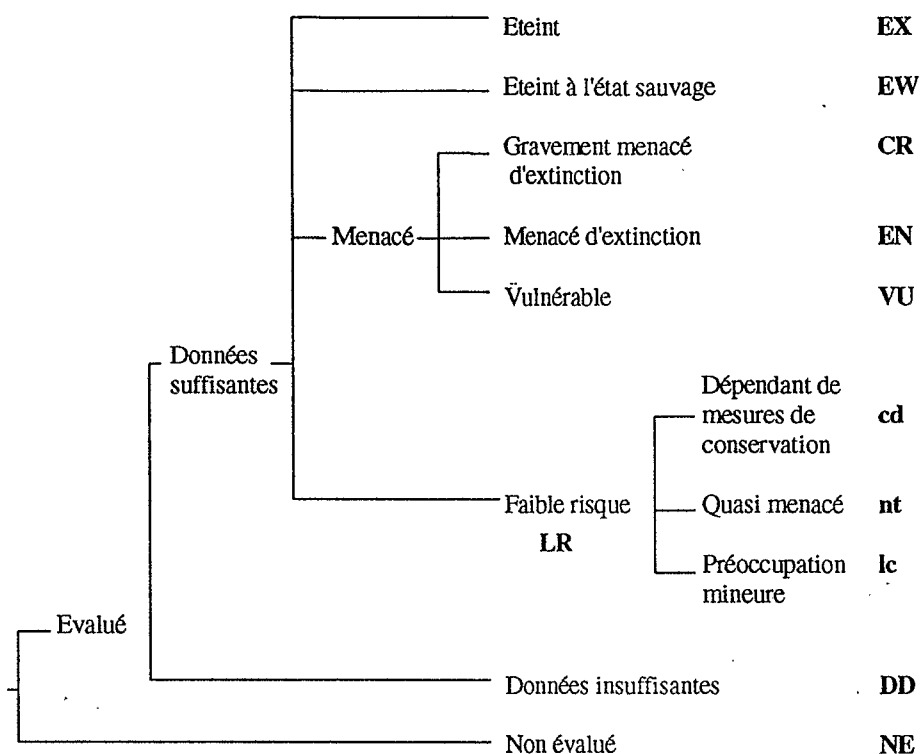 Eteint EX
Eteint à l'état sauvage EW
Gravement menacé CR
d'extinction
Menacé Menacé d'extinction EN
Vulnérable VU
Données
suffisantes
Dépendant de
mesures de cd
conservation
Faible risque Quasi menacé nt
LR
Préoccupation lc
mineure
Evalué
Données insuffisantes DD
Non évalué NE